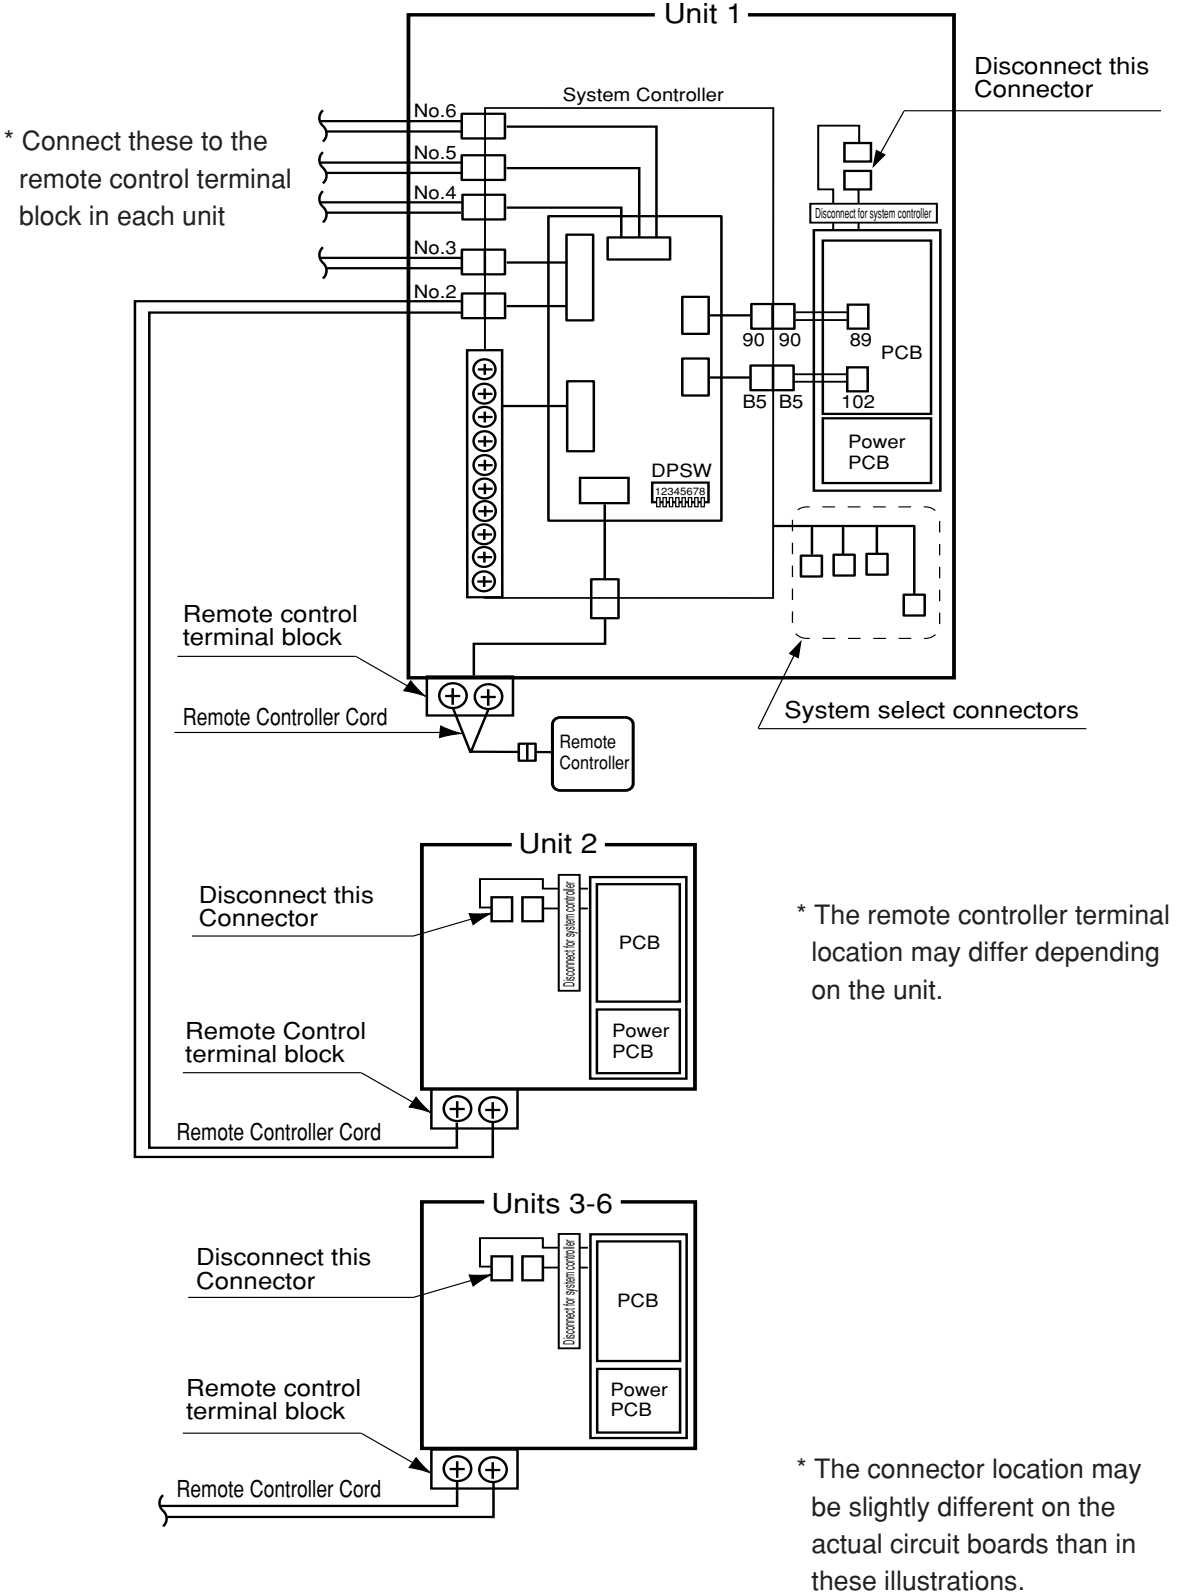 Unit 1
Disconnect this
Connector
System Controller
No.6
* Connect these to the
remote control terminal
block in each unit
No.5
No.4
Disconnect for system controller
No.3
No.2
90 90 89
PCB
B5 B5 102
Power
PCB
DPSW
12345678
Remote control
terminal block
Remote Controller Cord
System select connectors
Remote
Controller
Unit 2
Disconnect this
Connector
Disconnect for system controller
PCB
* The remote controller terminal
location may differ depending
on the unit.
Remote Control
terminal block
Power
PCB
Remote Controller Cord
Units 3-6
Disconnect this
Connector
Disconnect for system controller
PCB
Remote control
terminal block
Power
PCB
Remote Controller Cord
* The connector location may
be slightly different on the
actual circuit boards than in
these illustrations.